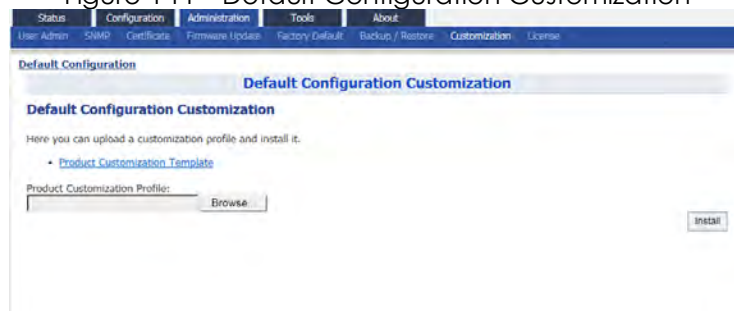 Default Configuration Customization
Status Configuration Administration Tools About
User Admin SNMP Certificate Firmware Update Factory Default Backup / Restore Customization License
Default Configuration
Default Configuration Customization
Default Configuration Customization
Here you can upload a customization profile and install it.
• Product Customization Template
Product Customization Profile:
Browse
Install